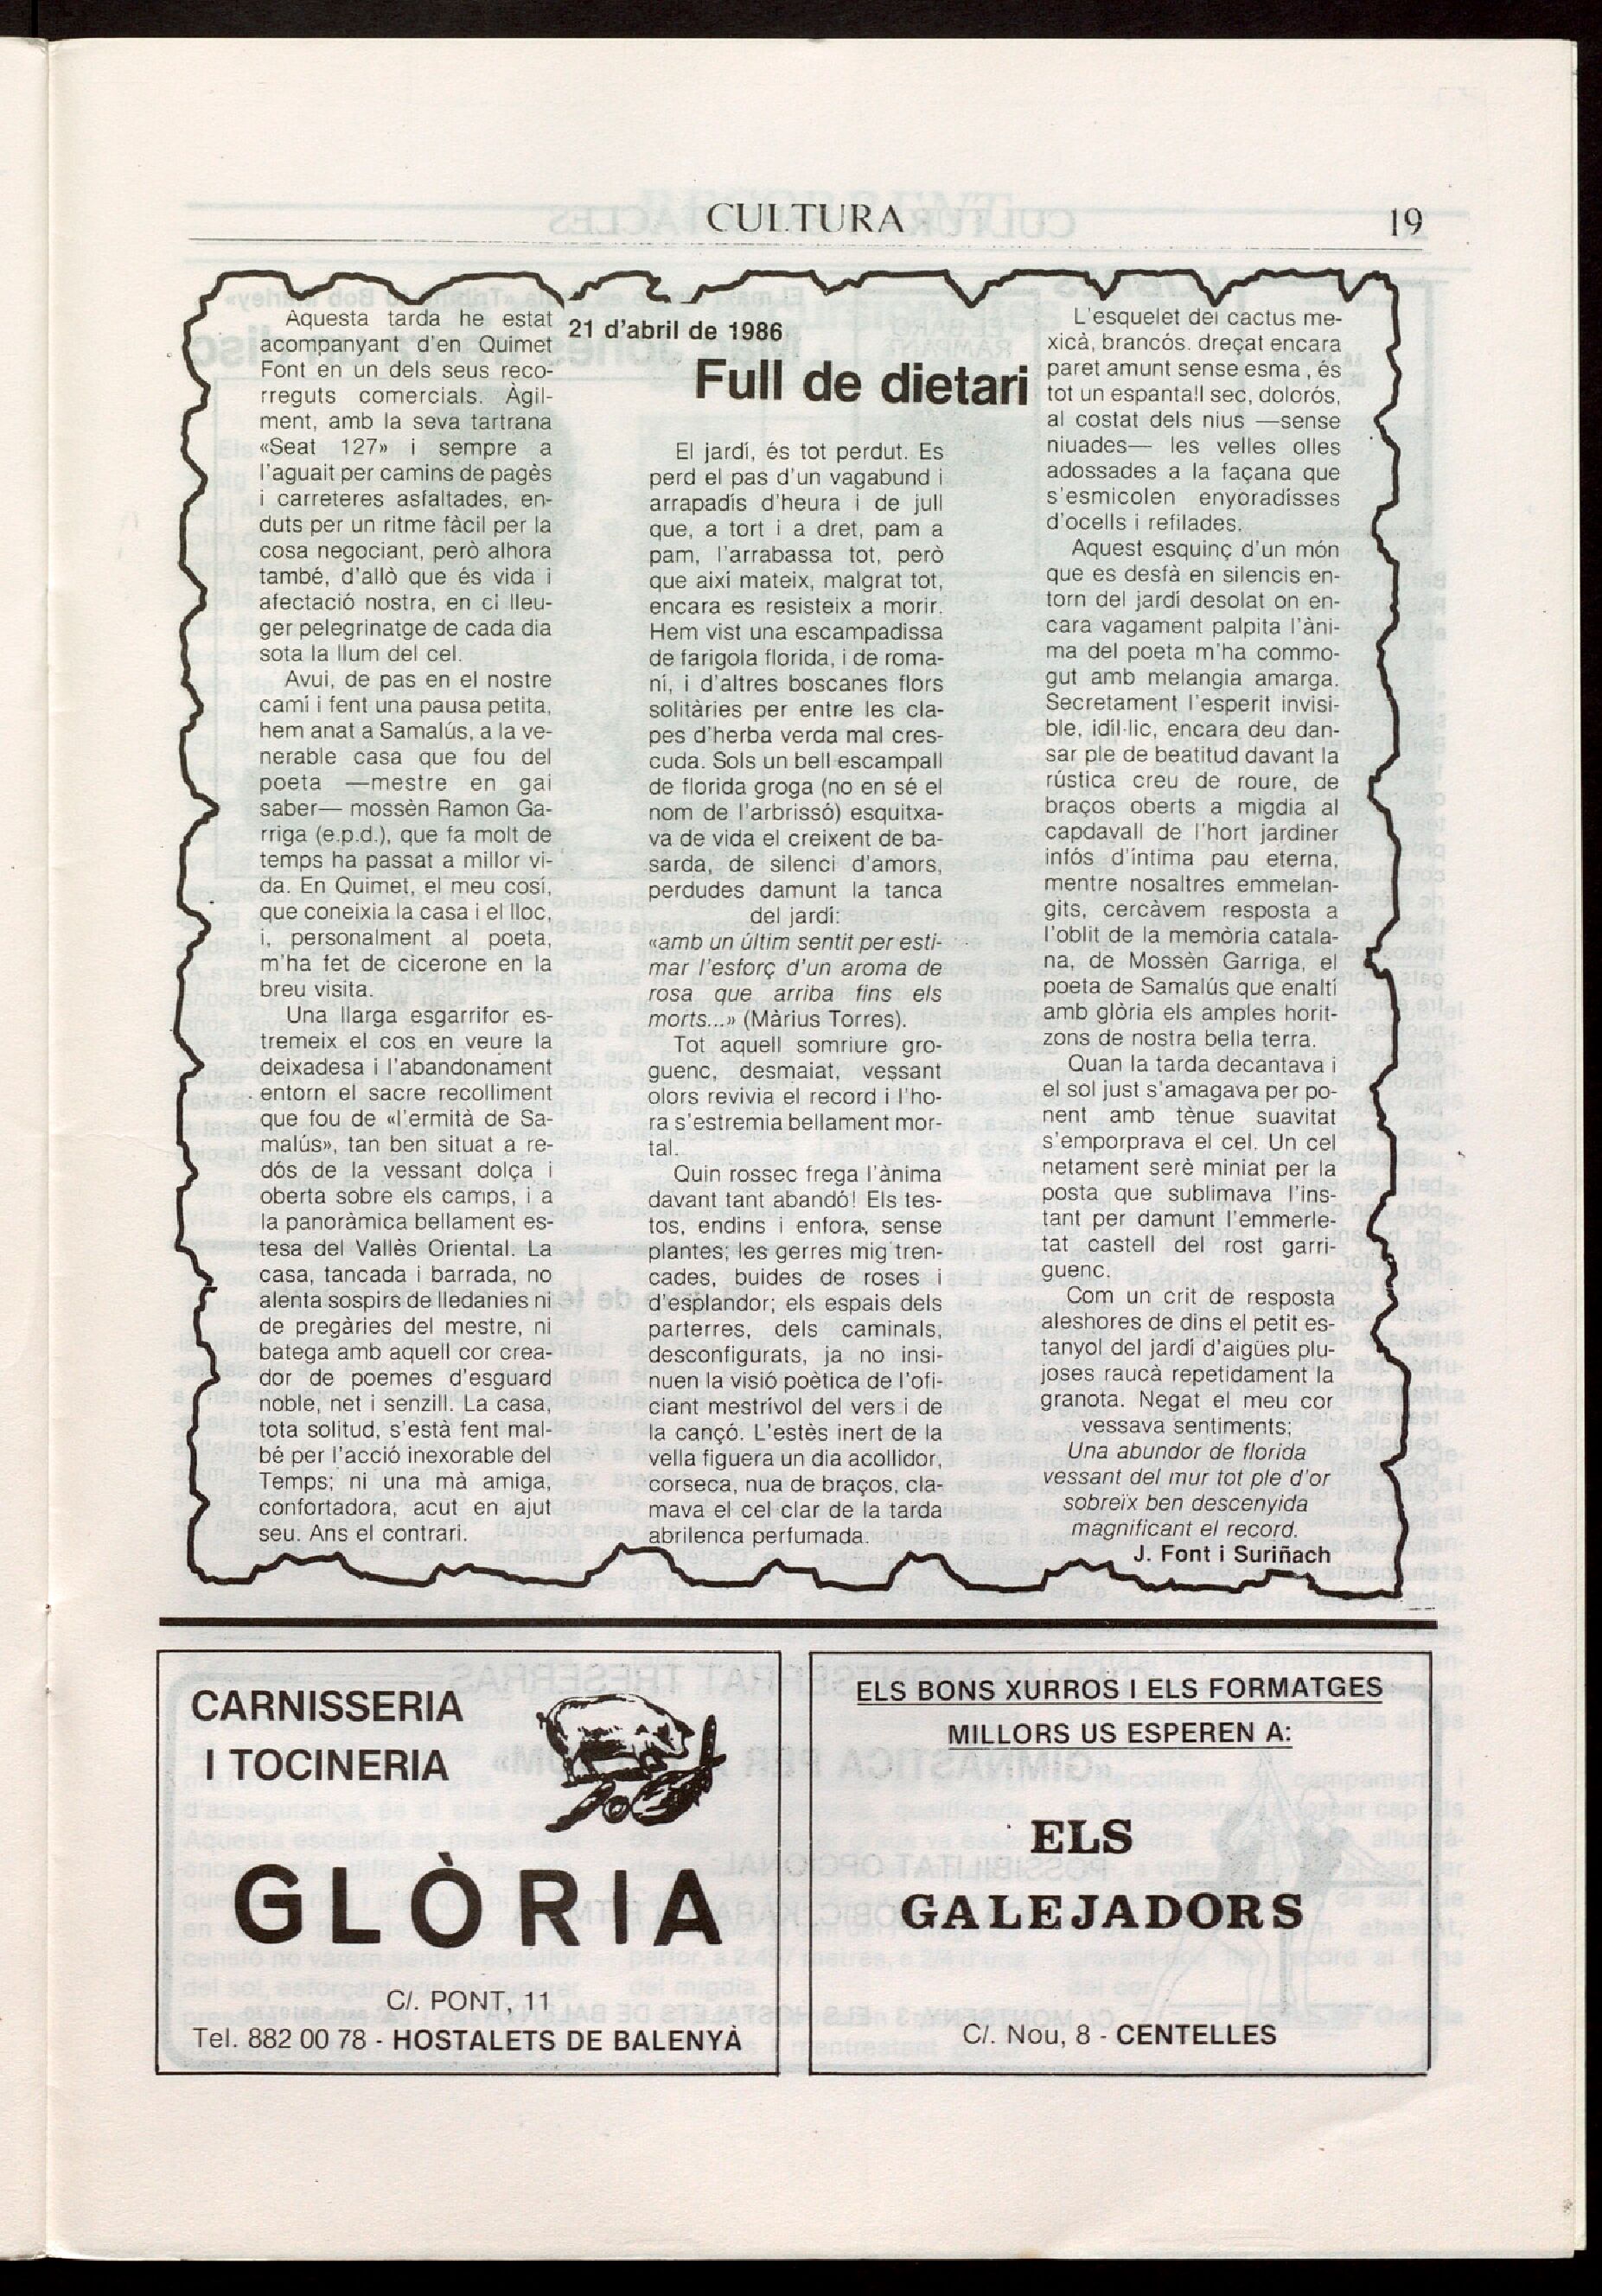 CULTURA
19
21 d'abril de 1986
Full de dietari
Aquesta tarda he estat
acompanyant d'en Quimet
Font en un dels seus reco-
rreguts comercials. Àgil-
ment, amb la seva tartrana
«Seat 127» i sempre a
l'aguait per camins de pagès
i carreteres asfaltades, en-
duts per un ritme fàcil per la
cosa negociant, però alhora
també, d'allò que és vida i
afectació nostra, en ci lleu-
ger pelegrinatge de cada dia
sota la llum del cel.
Avui, de pas en el nostre
camí i fent una pausa petita,
hem anat a Samalús, a la ve-
nerable casa que fou del
poeta —mestre en gai
saber— mossèn Ramon Ga-
rriga (e.p.d.), que fa molt de
temps ha passat a millor vi-
da. En Quimet, el meu cosí,
que coneixia la casa i el lloc,
i, personalment al poeta,
m'ha fet de cicerone en la
breu visita.
Una llarga esgarrifor es-
tremeix el cos en veure la
deixadesa i l'abandonament
entorn el sacre recolliment
que fou de «l'ermità de Sa-
malús», tan ben situat a re-
dós de la vessant dolça i
oberta sobre els camps, i a
la panoràmica bellament es-
tesa del Vallès Oriental. La
casa, tancada i barrada, no
alenta sospirs de lledanies ni
de pregàries del mestre, ni
batega amb aquell cor crea-
dor de poemes d'esguard
noble, net i senzill. La casa,
tota solitud, s'està fent mal-
bé per l'acció inexorable del
Temps; ni una mà amiga,
confortadora, acut en ajut
seu. Ans el contrari.
El jardí, és tot perdut. Es
perd el pas d'un vagabund i
arrapadís d'heura i de jull
que, a tort i a dret, pam a
pam, l'arrabassa tot, però
que així mateix, malgrat tot,
encara es resisteix a morir.
Hem vist una escampadissa
de farigola florida, i de roma-
ní, i d'altres boscanes flors
solitàries per entre les cla-
pes d'herba verda mal cres-
cuda. Sols un bell escampall
de florida groga (no en sé el
nom de l'arbrissó) esquitxa-
va de vida el creixent de ba-
sarda, de silenci d'amors,
perdudes damunt la tanca
del jardí:
«amb un últim sentit per esti-
mar l'esforç d'un aroma de
rosa que arriba fins els
morts...» (Màrius Torres).
Tot aquell somriure gro-
guenc, desmaiat, vessant
olors revivia el record i l'ho-
ra s'estremia bellament mor-
tal.
Quin rossec frega l'ànima
davant tant abandó! Els tes-
tos, endins i enfora, sense
plantes; les gerres mig tren-
cades, buides de roses i
d'esplandor; els espais dels
parterres, dels caminals,
desconfigurats, ja no insi-
nuen la visió poètica de l'ofi-
ciant mestrívol del vers i de
la cançó. L'estès inert de la
vella figuera un dia acollidor,
corseca, nua de braços, cla-
mava el cel clar de la tarda
abrilenca perfumada.
L'esquelet del cactus me-
xicà, brancós. dreçat encara
paret amunt sense esma, és
tot un espantall sec, dolorós,
al costat dels nius —sense
niuades— les velles olles
adossades a la façana que
s'esmicolen enyoradísses
d'ocells i refilades.
Aquest esquinç d'un món
que es desfà en silencis en-
torn del jardí desolat on en-
cara vagament palpita l'àni-
ma del poeta m'ha commo-
gut amb melangia amarga.
Secretament l'esperit invisi-
ble, idíl·lic, encara deu dan-
sar ple de beatitud davant la
rústica creu de roure, de
braços oberts a migdia al
capdavall de l'hort jardiner
infós d'íntima pau eterna,
mentre nosaltres emmelan-
gits, cercàvem resposta a
l'oblit de la memòria catala-
na, de Mossèn Garriga, el
poeta de Samalús que enaltí
amb glòria els amples horit-
zons de nostra bella terra.
Quan la tarda decantava i
el sol just s'amagava per po-
nent amb tènue suavitat
s'emporprava el cel. Un cel
netament serè miniat per la
posta que sublimava l'ins-
tant per damunt l'emmerle-
tat castell del rost garri-
guenc.
Com un crit de resposta
aleshores de dins el petit es-
tanyol del jardí d'aigües plu-
joses raucà repetidament la
granota. Negat el meu cor
vessava sentiments;
Una abundor de florida
vessant del mur tot ple d'or
sobreïx ben descenyida
magnificant el record.
J. Font i Suriñach
CARNISSERIA
I TOCINERIA
GLÒRIA
C/. PONT, 11
Tel. 882 00 78 - HOSTALETS DE BALENYÀ
ELS BONS XURROS I ELS FORMATGES
MILLORS US ESPEREN A:
ELS
GALEJADORS
C/. Nou, 8 - CENTELLES